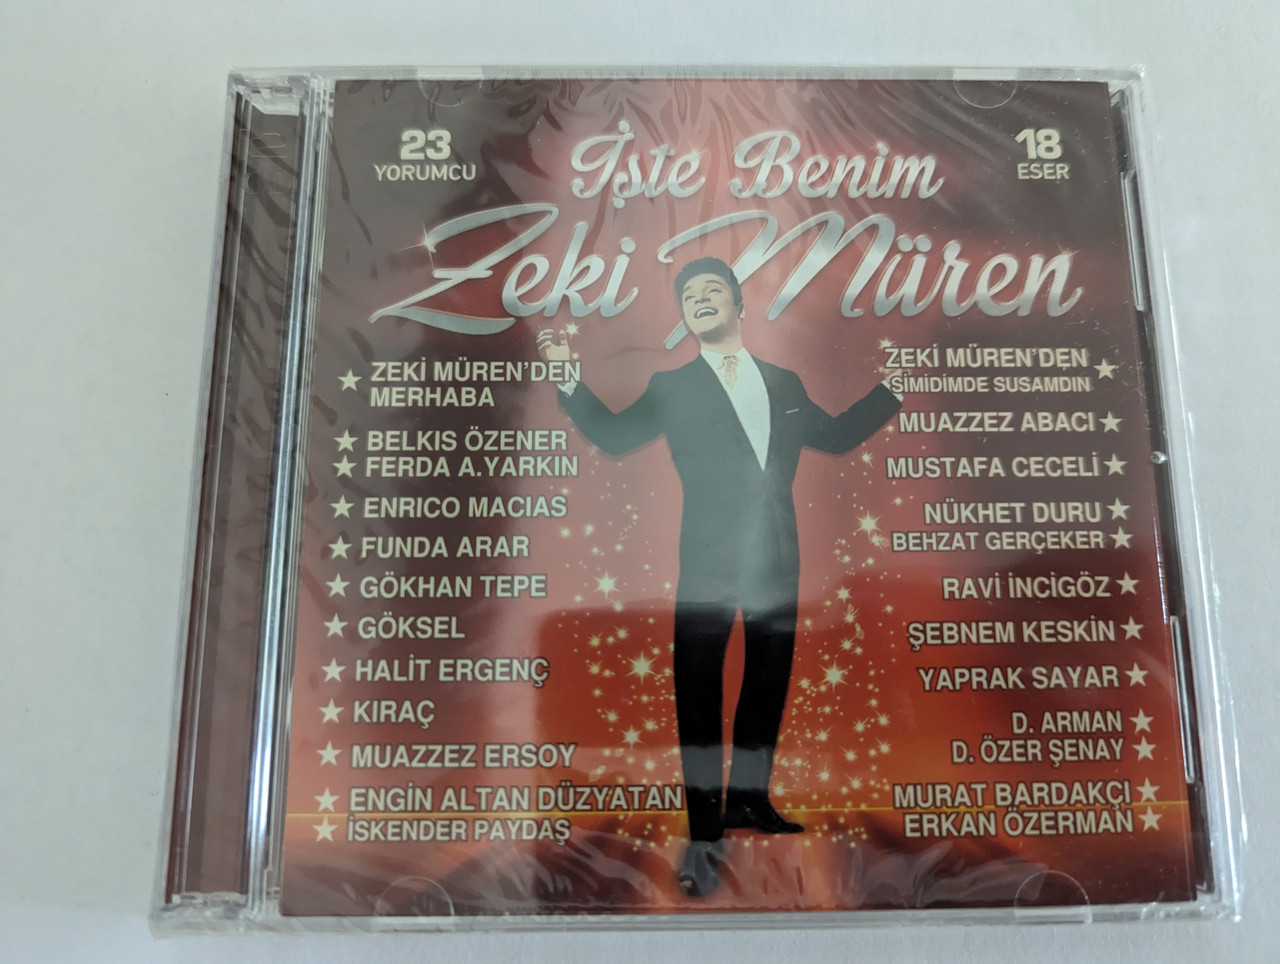 23
YORUMCU
İşte Benim
Zeki Müren
18
ESER
ZEKİ MÜREN'DEN
MERHABA
BELKIS ÖZENER
FERDA A.YARKIN
ENRICO MACIAS
FUNDA ARAR
GÖKHAN TEPE
GÖKSEL
HALİT ERGENÇ
KIRAÇ
MUAZZEZ ERSOY
ENGİN ALTAN DÜZYATAN
İSKENDER PAYDAŞ
ZEKİ MÜREN'DEN
SİMİDİMDE SUSAMDIN
MUAZZEZ ABACI
MUSTAFA CECELİ
NÜKHET DURU
BEHZAT GERÇEKER
RAVİ İNCİGÖZ
ŞEBNEM KESKİN
YAPRAK SAYAR
D. ARMAN
D. ÖZER ŞENAY
MURAT BARDAKÇI
ERKAN ÖZERMAN